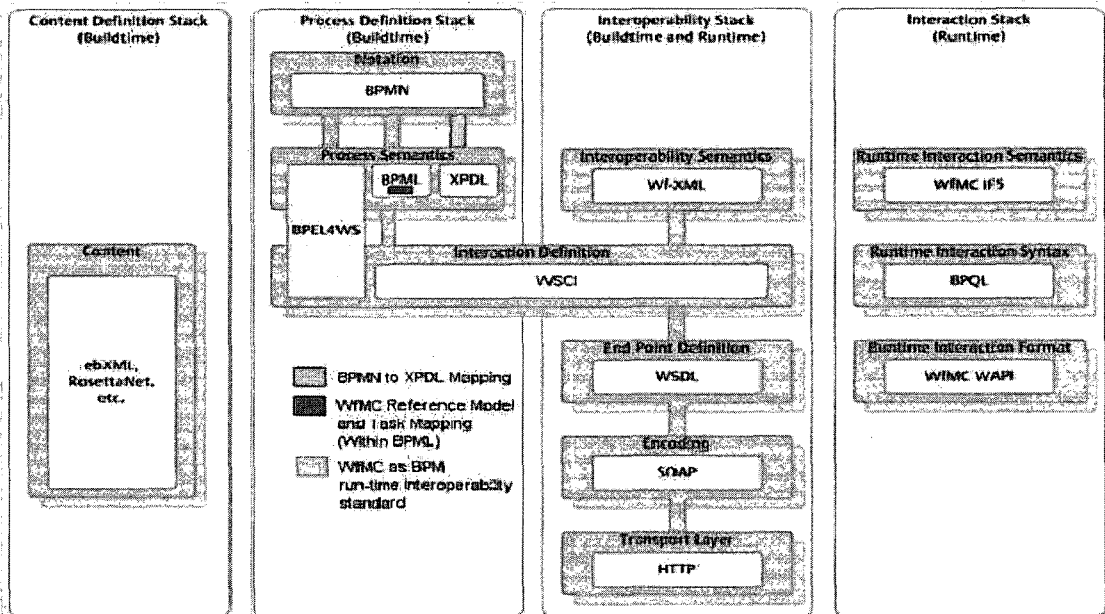 Content Definition Stack
(Buildtime)
Content
ebXML,
RosettaNet,
etc.
Process Definition Stack
(Buildtime)
Notation
BPMN
Process Semantics
BPML
XPDL
BPEL4WS
Interaction Definition
WSCI
BPMN to XPDL Mapping
WfMC Reference Model
and Task Mapping
(Within BPML)
WfMC as BPM
run-time interoperability
standard
Interoperability Stack
(Buildtime and Runtime)
Interoperability Semantics
Wf-XML
End Point Definition
WSDL
Encoding
SOAP
Transport Layer
HTTP
Interaction Stack
(Runtime)
Runtime Interaction Semantics
WfMC IF5
Runtime Interaction Syntax
BPQL
Runtime Interaction Format
WfMC WAPI